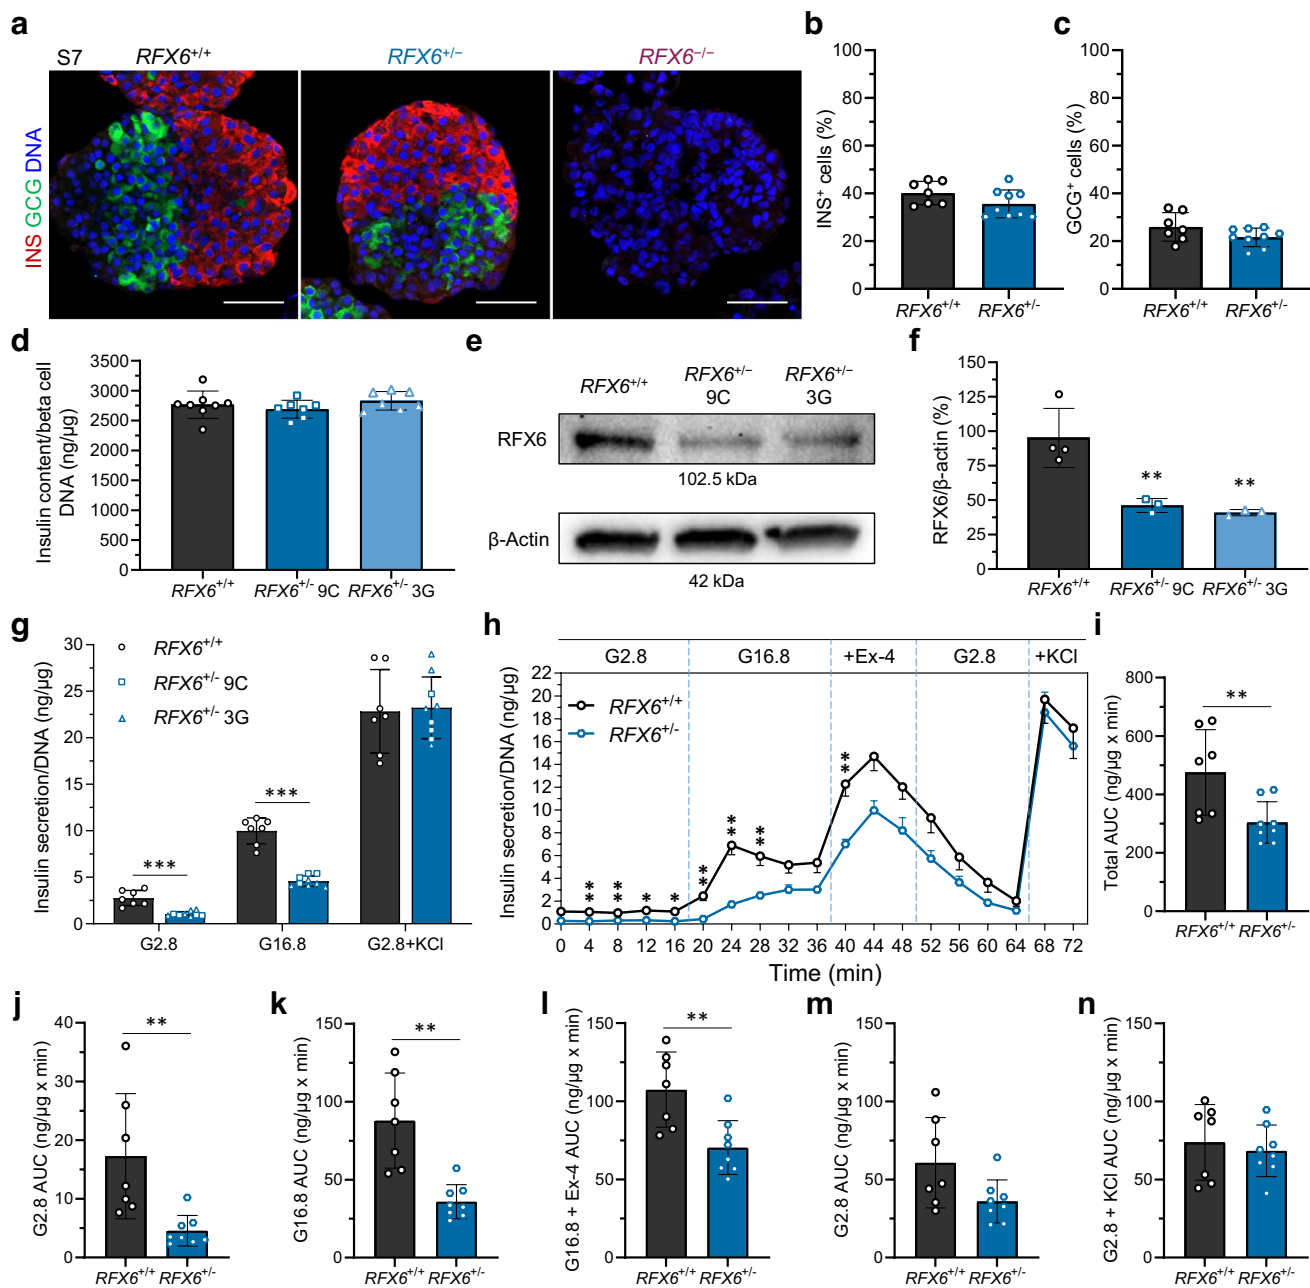 a
S7 RFX6+/+ RFX6+/− RFX6−/−
INS GCG DNA
b
INS+ cells (%)
100
80
60
40
20
0
RFX6+/+ RFX6+/-
c
GCG+ cells (%)
100
80
60
40
20
0
RFX6+/+ RFX6+/-
d
Insulin content/beta cell
DNA (ng/µg)
3500
3000
2500
2000
1500
1000
500
0
RFX6+/+ RFX6+/- 9C RFX6+/- 3G
e
RFX6+/+ RFX6+/− 9C RFX6+/− 3G
RFX6
102.5 kDa
β-Actin
42 kDa
f
RFX6/β-actin (%)
150
125
100
75
50
25
0
** **
RFX6+/+ RFX6+/- 9C RFX6+/- 3G
g
Insulin secretion/DNA (ng/µg)
30
25
20
15
10
5
0
RFX6+/+
RFX6+/- 9C
RFX6+/- 3G
*** ***
G2.8 G16.8 G2.8+KCl
h
G2.8 G16.8 +Ex-4 G2.8 +KCl
Insulin secretion/DNA (ng/µg)
22
20
18
16
14
12
10
8
6
4
2
0
RFX6+/+
RFX6+/-
** ** * * ** ** ** **
0 4 8 12 16 20 24 28 32 36 40 44 48 52 56 60 64 68 72
Time (min)
i
Total AUC (ng/µg x min)
800
600
400
200
0
**
RFX6+/+ RFX6+/-
j
G2.8 AUC (ng/µg x min)
40
30
20
10
0
**
RFX6+/+ RFX6+/-
k
G16.8 AUC (ng/µg x min)
150
100
50
0
**
RFX6+/+ RFX6+/-
l
G16.8 + Ex-4 AUC (ng/µg x min)
150
100
50
0
**
RFX6+/+ RFX6+/-
m
G2.8 AUC (ng/µg x min)
150
100
50
0
RFX6+/+ RFX6+/-
n
G2.8 + KCl AUC (ng/µg x min)
150
100
50
0
RFX6+/+ RFX6+/-